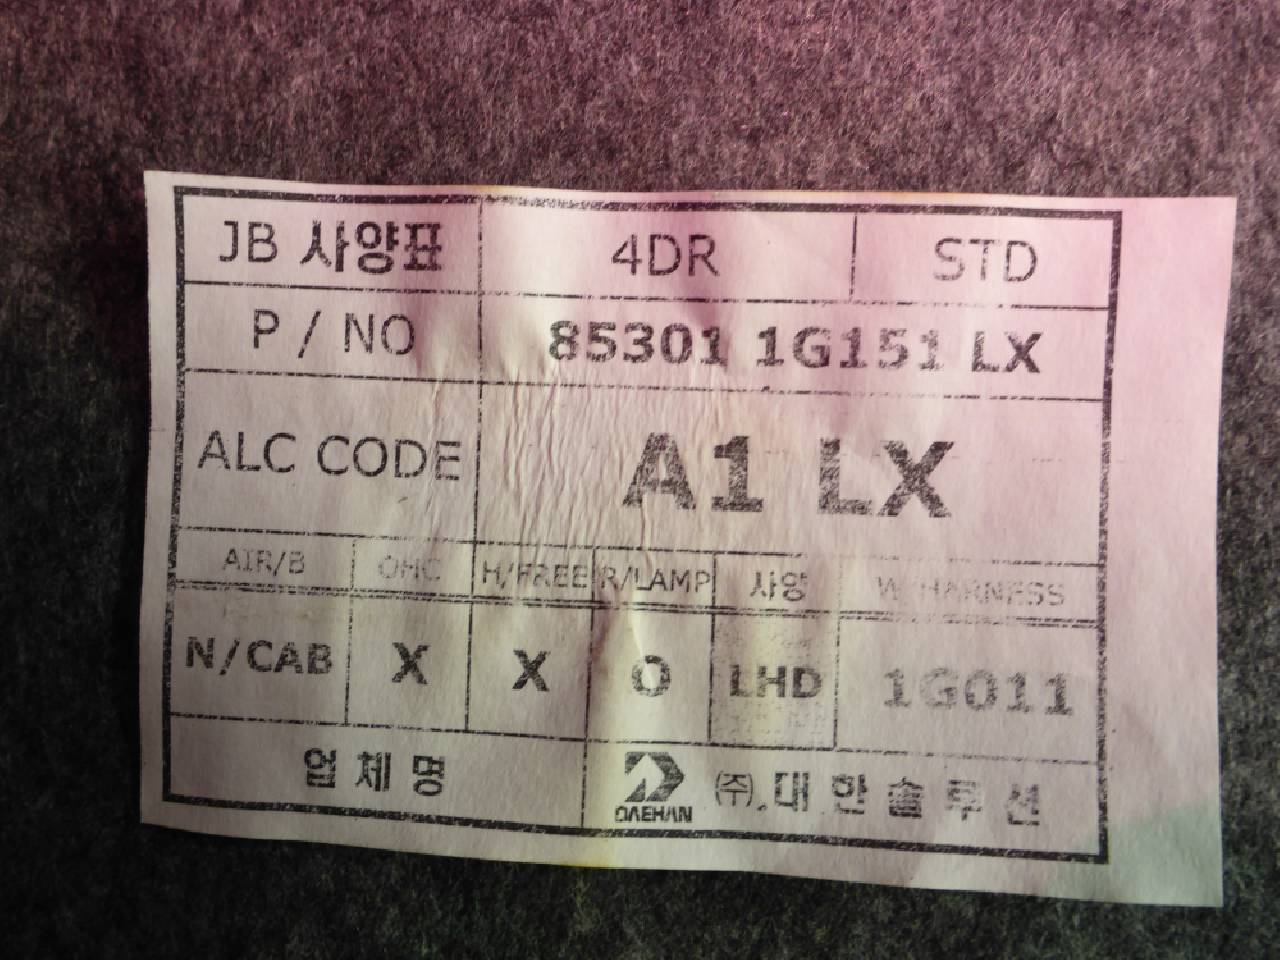 JB 사양표 4DR STD
P / NO 85301 1G151 LX
ALC CODE A1 LX
AIR/B OHC H/FREE R/LAMP 사양 W/HARNESS
N/CAB X X O LHD 1G011
업체명 DAEHAN ㈜.대한솔루션